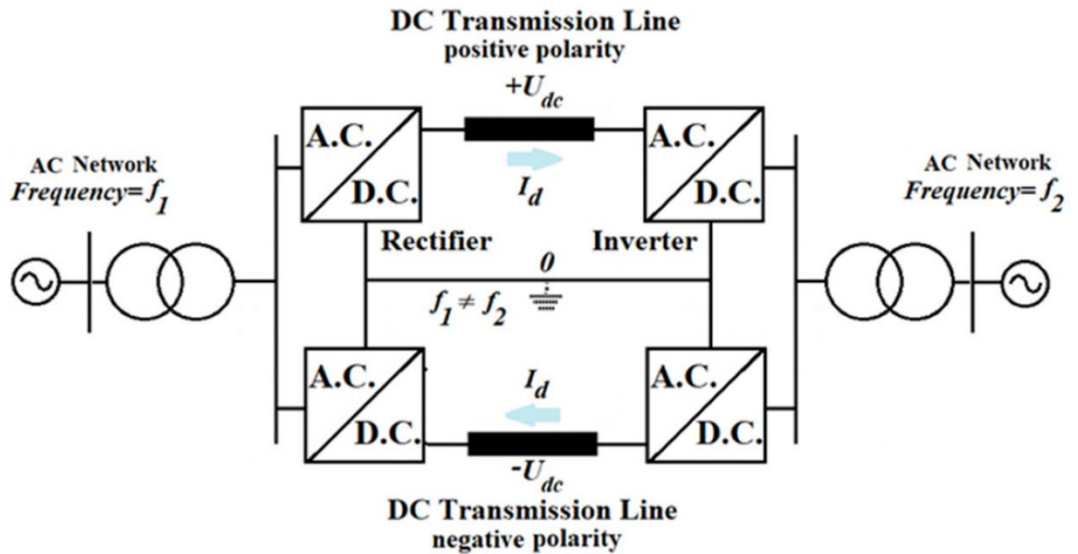 DC Transmission Line
positive polarity
+U_dc
A.C.
D.C.
A.C.
D.C.
I_d
AC Network
Frequency=f_1
AC Network
Frequency=f_2
Rectifier
Inverter
0
f_1≠f_2
A.C.
D.C.
A.C.
D.C.
I_d
-U_dc
DC Transmission Line
negative polarity